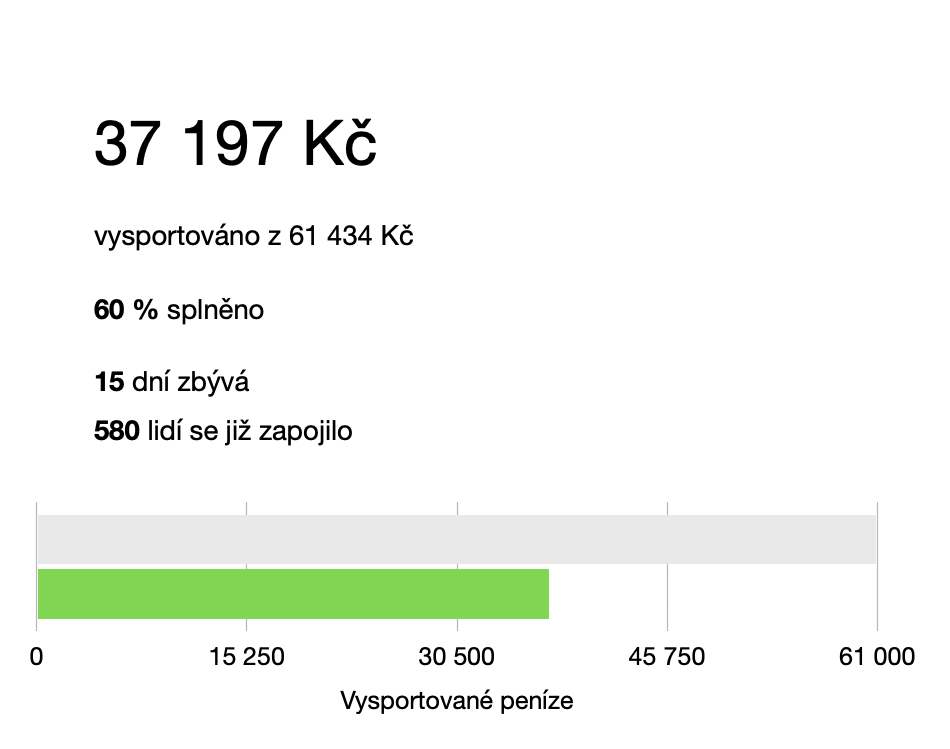 37 197 Kč
vysportováno z 61 434 Kč
60 % splněno
15 dní zbývá
580 lidí se již zapojilo
0 15 250 30 500 45 750 61 000
Vysportované peníze